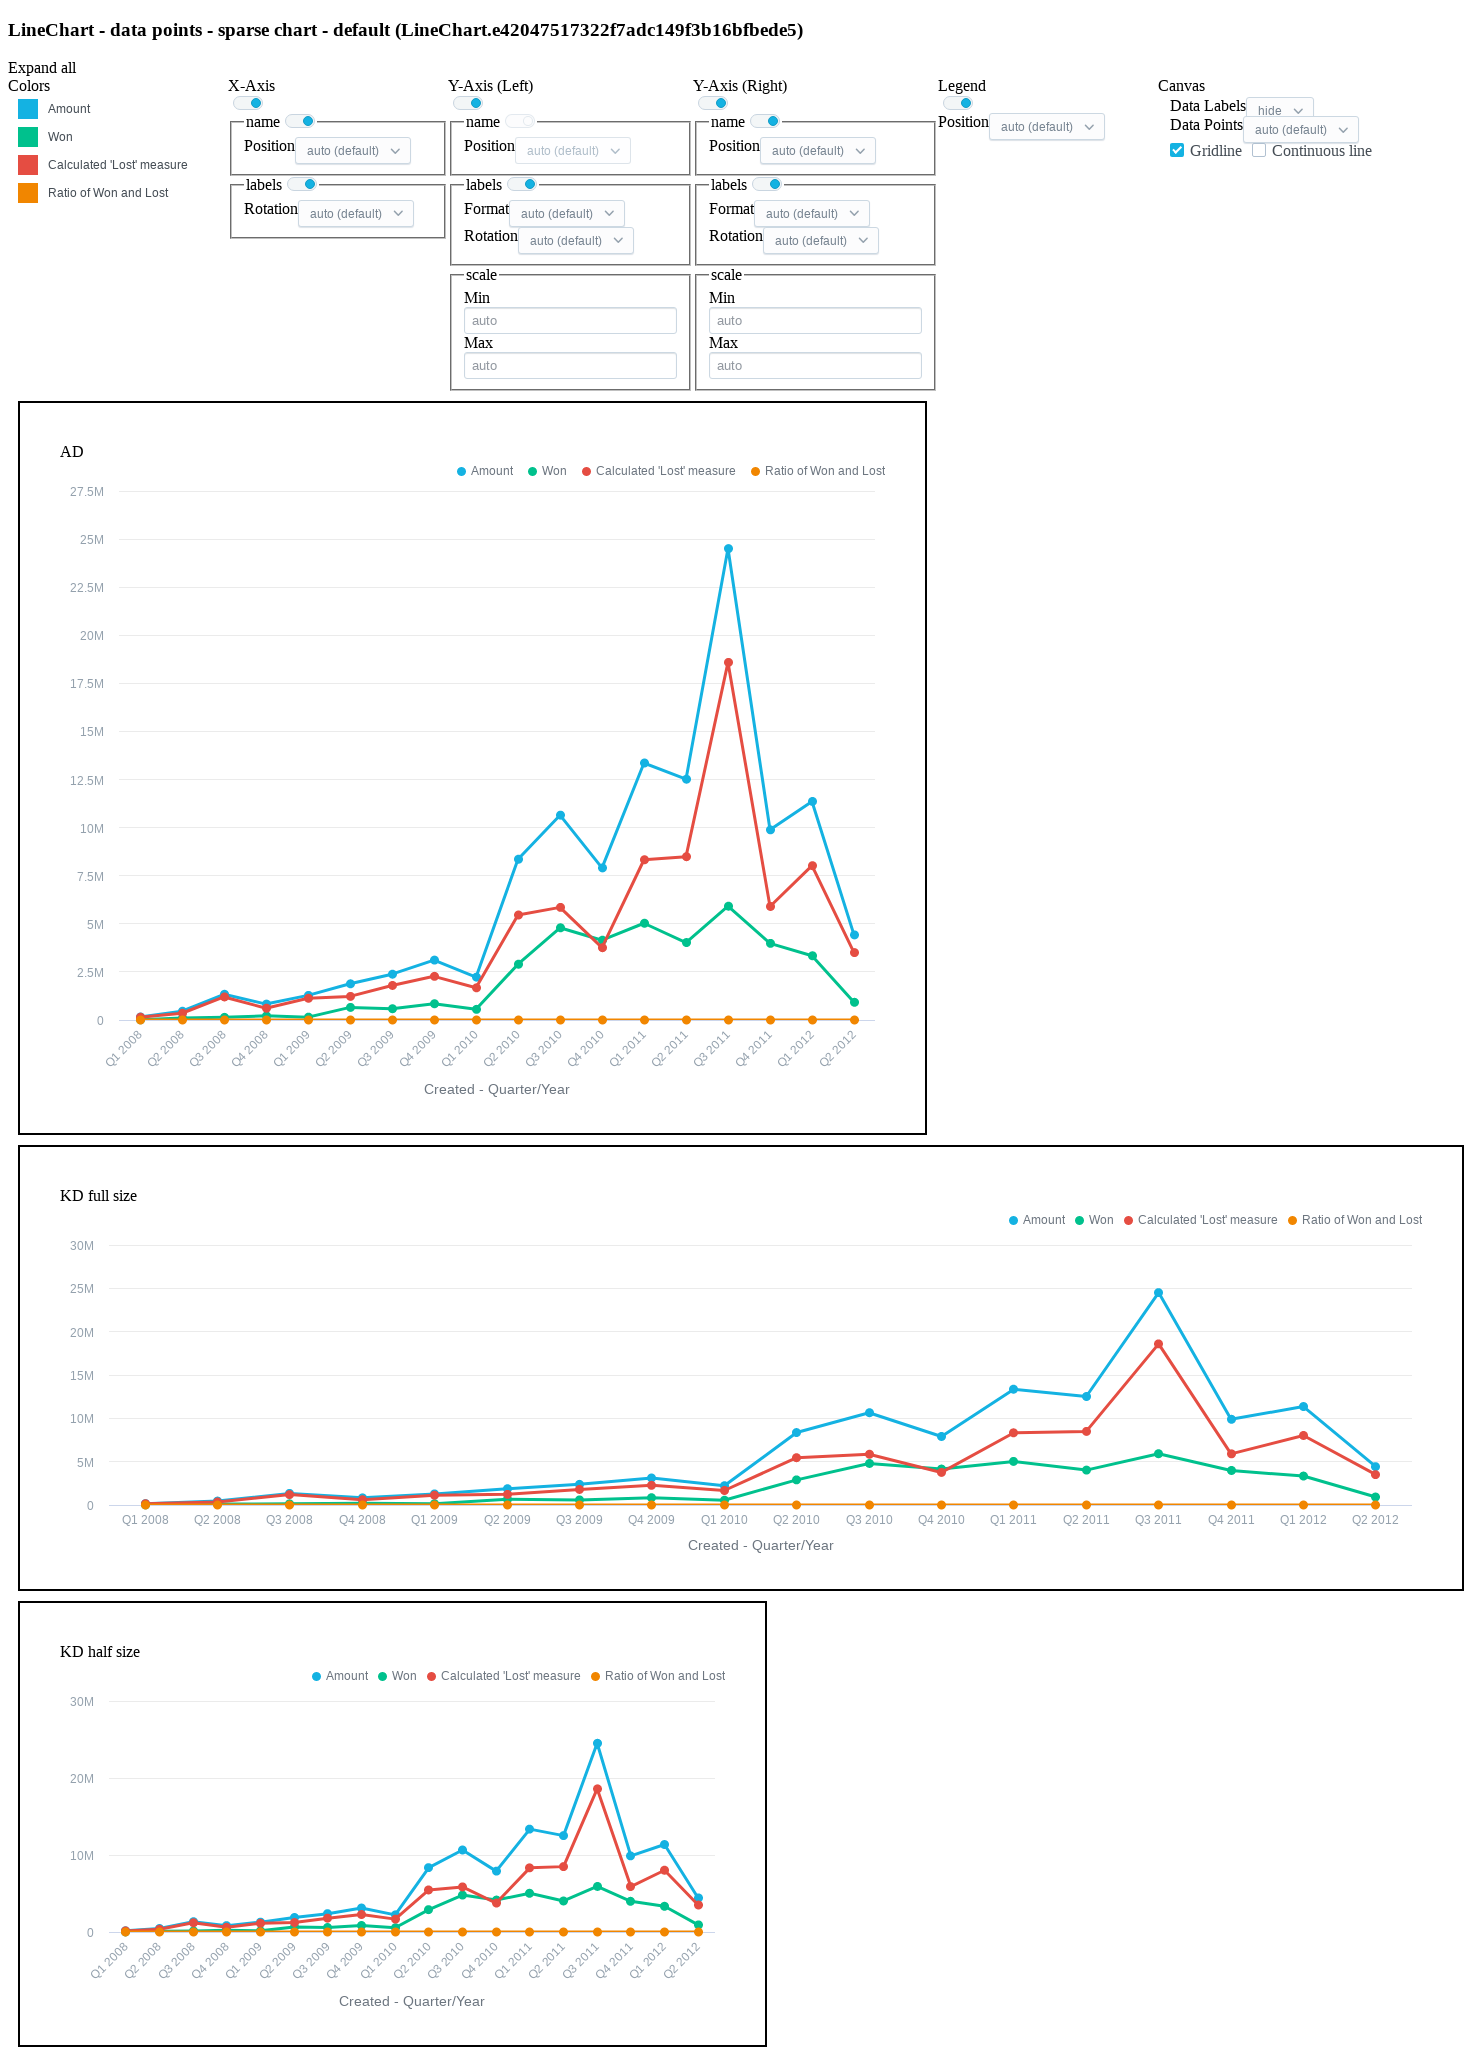 LineChart - data points - sparse chart - default (LineChart.e42047517322f7adc149f3b16bfbede5)
Expand all
Colors
Amount
Won
Calculated 'Lost' measure
Ratio of Won and Lost
X-Axis
name
Position auto (default)
labels
Rotation auto (default)
Y-Axis (Left)
name
Position auto (default)
labels
Format auto (default)
Rotation auto (default)
scale
Min
auto
Max
auto
Y-Axis (Right)
name
Position auto (default)
labels
Format auto (default)
Rotation auto (default)
scale
Min
auto
Max
auto
Legend
Position auto (default)
Canvas
Data Labels hide
Data Points auto (default)
Gridline Continuous line
AD
Amount Won Calculated 'Lost' measure Ratio of Won and Lost
27.5M
25M
22.5M
20M
17.5M
15M
12.5M
10M
7.5M
5M
2.5M
0
Q1 2008 Q2 2008 Q3 2008 Q4 2008 Q1 2009 Q2 2009 Q3 2009 Q4 2009 Q1 2010 Q2 2010 Q3 2010 Q4 2010 Q1 2011 Q2 2011 Q3 2011 Q4 2011 Q1 2012 Q2 2012
Created - Quarter/Year
KD full size
Amount Won Calculated 'Lost' measure Ratio of Won and Lost
30M
25M
20M
15M
10M
5M
0
Q1 2008 Q2 2008 Q3 2008 Q4 2008 Q1 2009 Q2 2009 Q3 2009 Q4 2009 Q1 2010 Q2 2010 Q3 2010 Q4 2010 Q1 2011 Q2 2011 Q3 2011 Q4 2011 Q1 2012 Q2 2012
Created - Quarter/Year
KD half size
Amount Won Calculated 'Lost' measure Ratio of Won and Lost
30M
20M
10M
0
Q1 2008 Q2 2008 Q3 2008 Q4 2008 Q1 2009 Q2 2009 Q3 2009 Q4 2009 Q1 2010 Q2 2010 Q3 2010 Q4 2010 Q1 2011 Q2 2011 Q3 2011 Q4 2011 Q1 2012 Q2 2012
Created - Quarter/Year